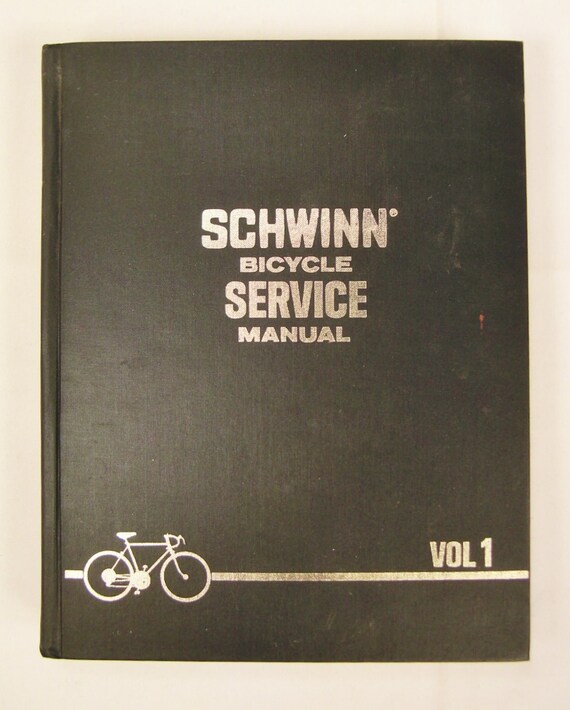 SCHWINN®
BICYCLE
SERVICE
MANUAL
VOL 1